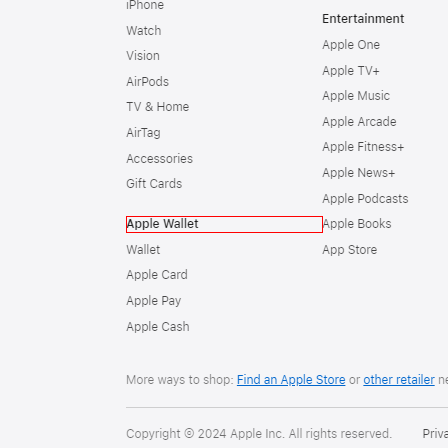 iPhone
Watch
Vision
AirPods
TV & Home
AirTag
Accessories
Gift Cards
Apple Wallet
Wallet
Apple Card
Apple Pay
Apple Cash
Entertainment
Apple One
Apple TV+
Apple Music
Apple Arcade
Apple Fitness+
Apple News+
Apple Podcasts
Apple Books
App Store
More ways to shop: Find an Apple Store or other retailer ne
Copyright © 2024 Apple Inc. All rights reserved. Priva